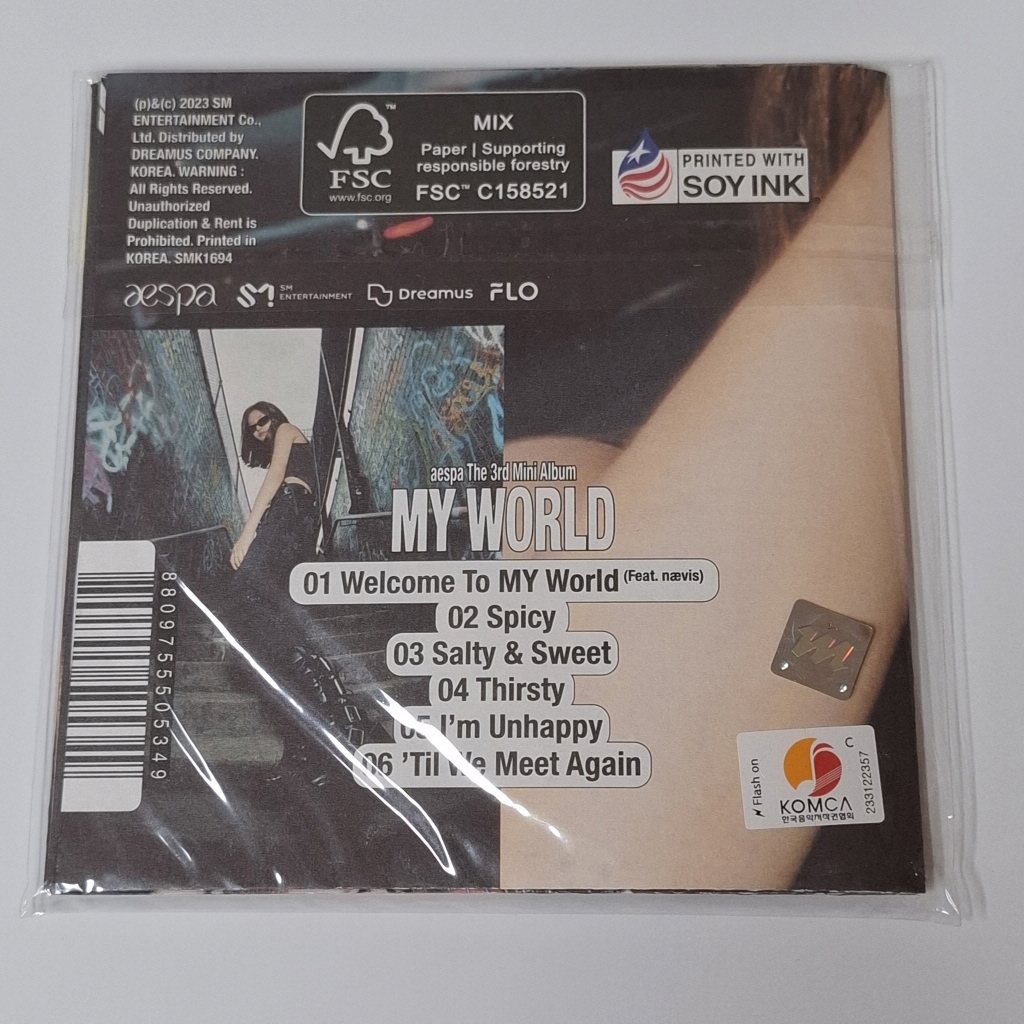 (p)&(c) 2023 SM
ENTERTAINMENT Co.,
Ltd. Distributed by
DREAMUS COMPANY.
KOREA. WARNING :
All Rights Reserved.
Unauthorized
Duplication & Rent is
Prohibited. Printed in
KOREA. SMK1694
FSC
www.fsc.org
MIX
Paper | Supporting
responsible forestry
FSC™ C158521
PRINTED WITH
SOY INK
aespa
SM
ENTERTAINMENT
Dreamus
FLO
aespa The 3rd Mini Album
MY WORLD
01 Welcome To MY World (Feat. nævis)
02 Spicy
03 Salty & Sweet
04 Thirsty
05 I'm Unhappy
06 'Til We Meet Again
8809755505349
Flash on
KOMCA
한국음악저작권협회
C
233122357